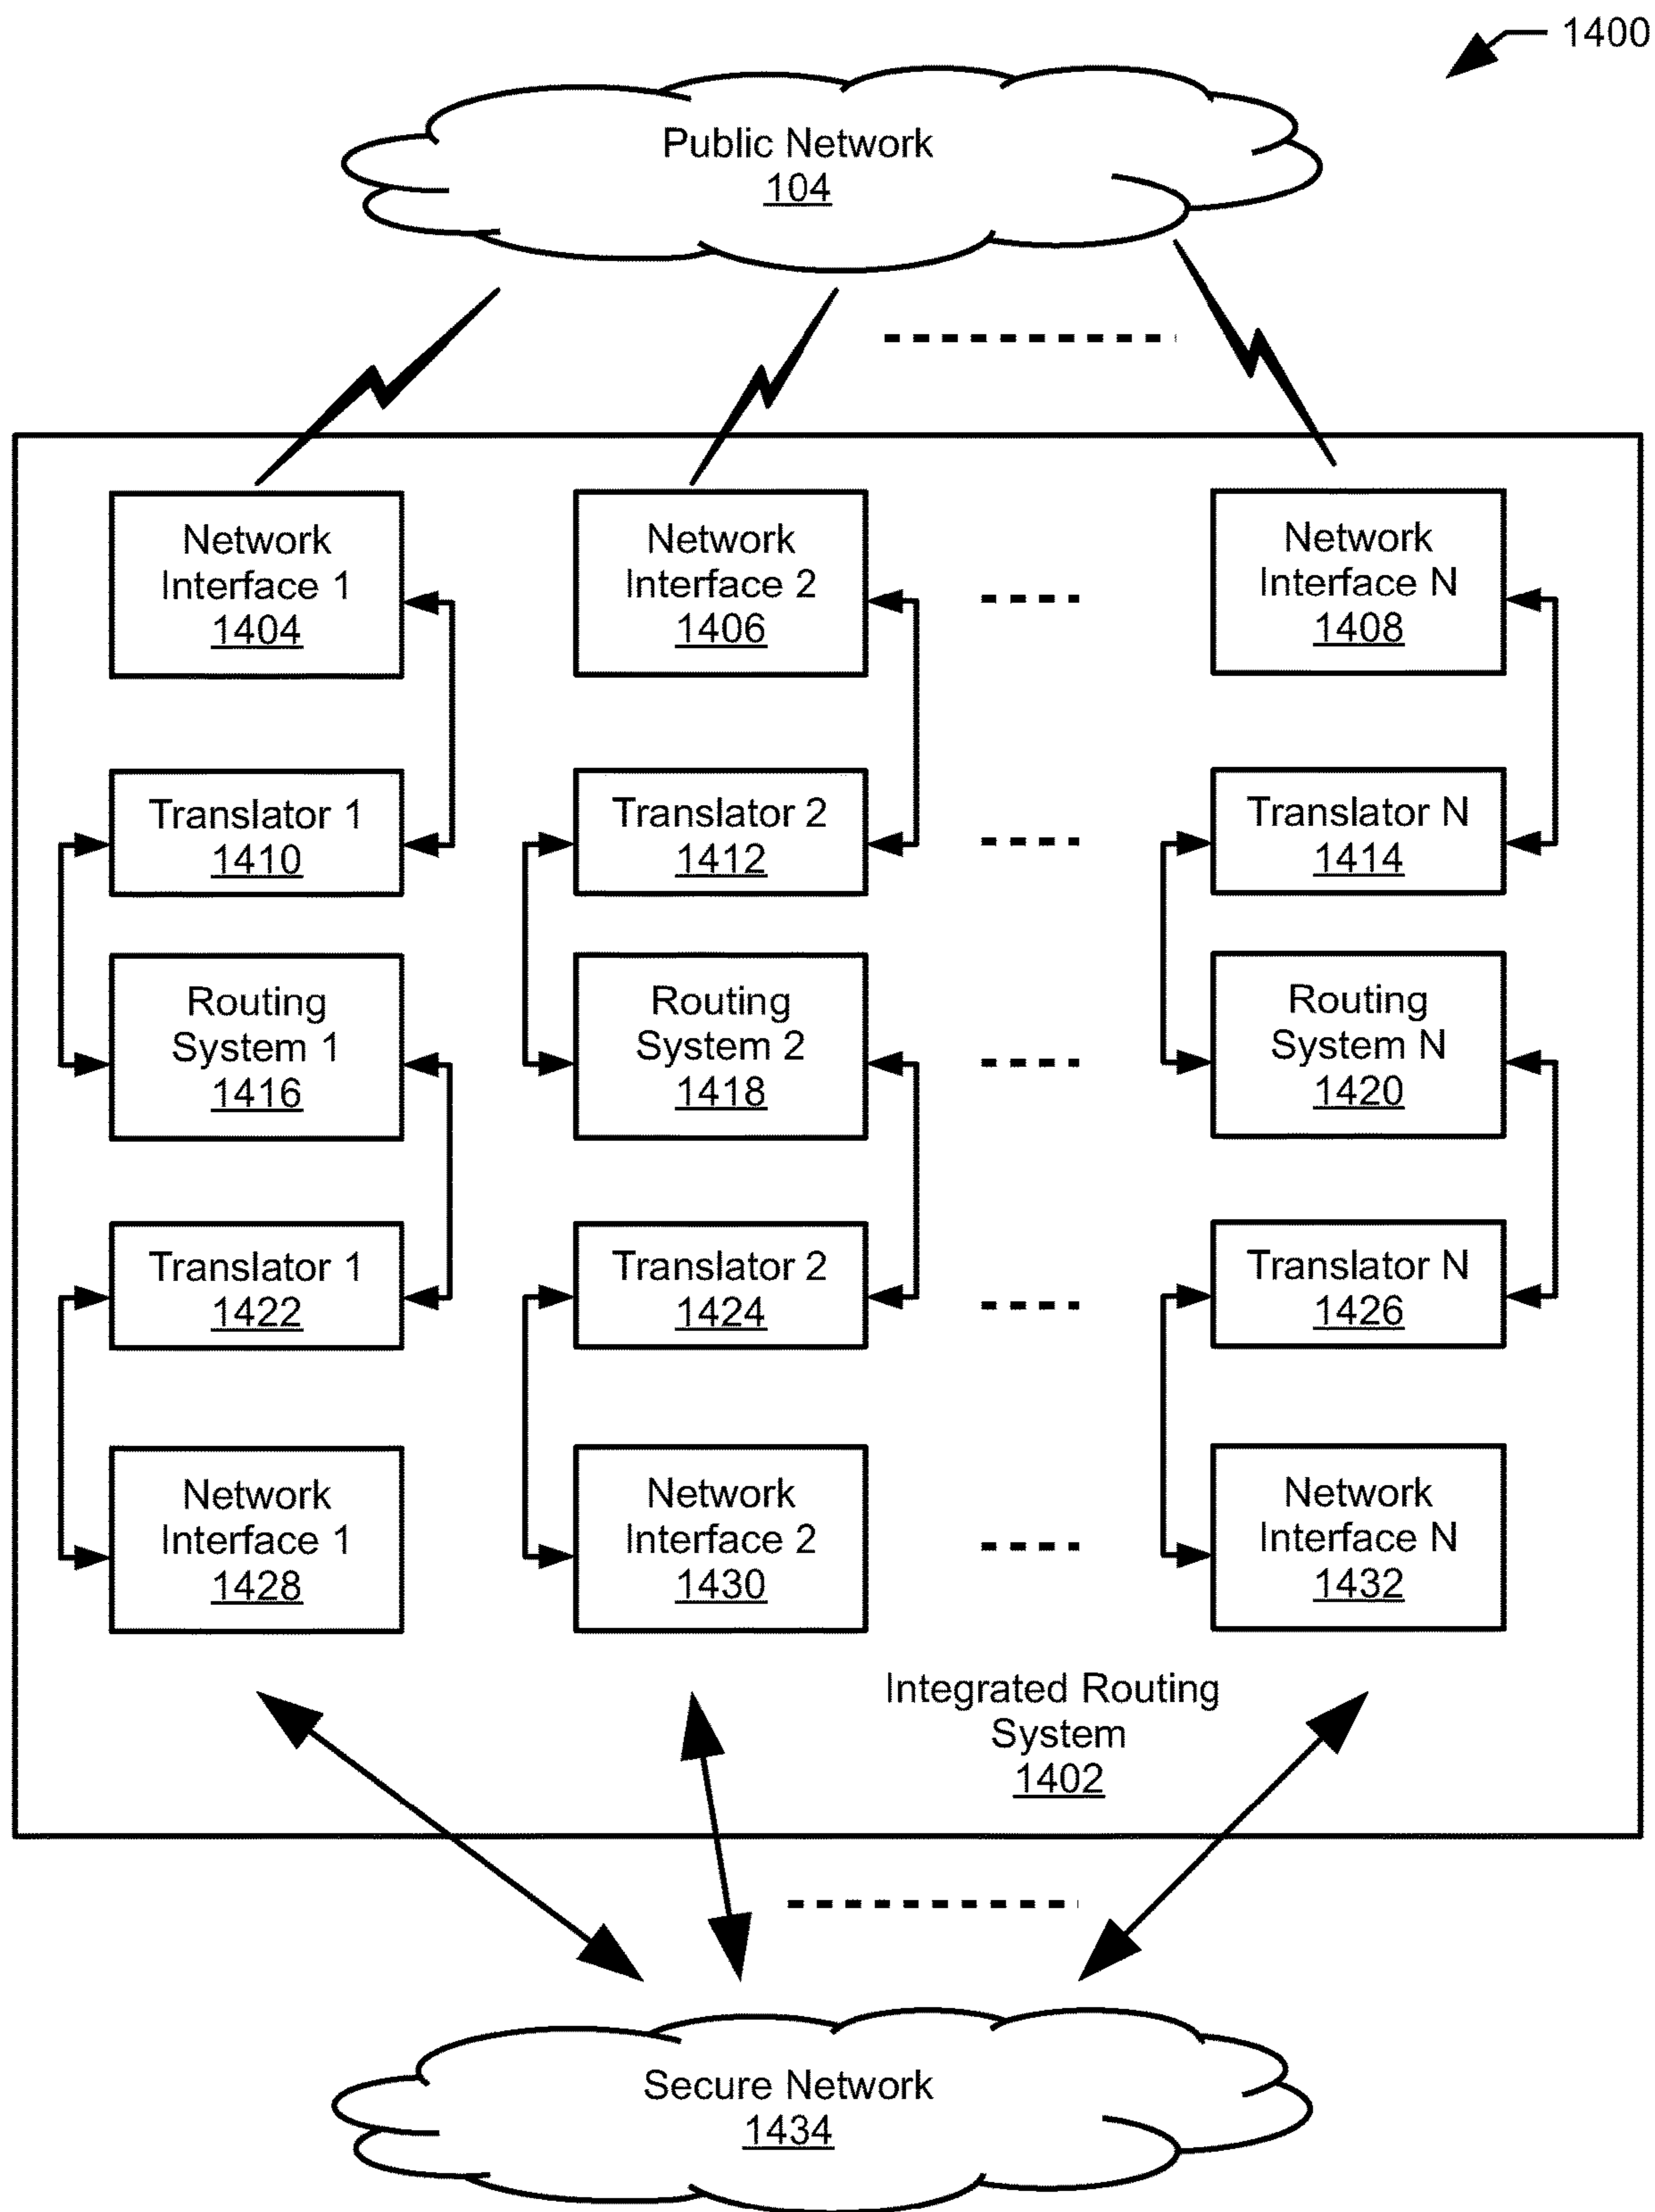 1400
Public Network
104
Network
Interface 1
1404
Network
Interface 2
1406
Network
Interface N
1408
Translator 1
1410
Translator 2
1412
Translator N
1414
Routing
System 1
1416
Routing
System 2
1418
Routing
System N
1420
Translator 1
1422
Translator 2
1424
Translator N
1426
Network
Interface 1
1428
Network
Interface 2
1430
Network
Interface N
1432
Integrated Routing
System
1402
Secure Network
1434